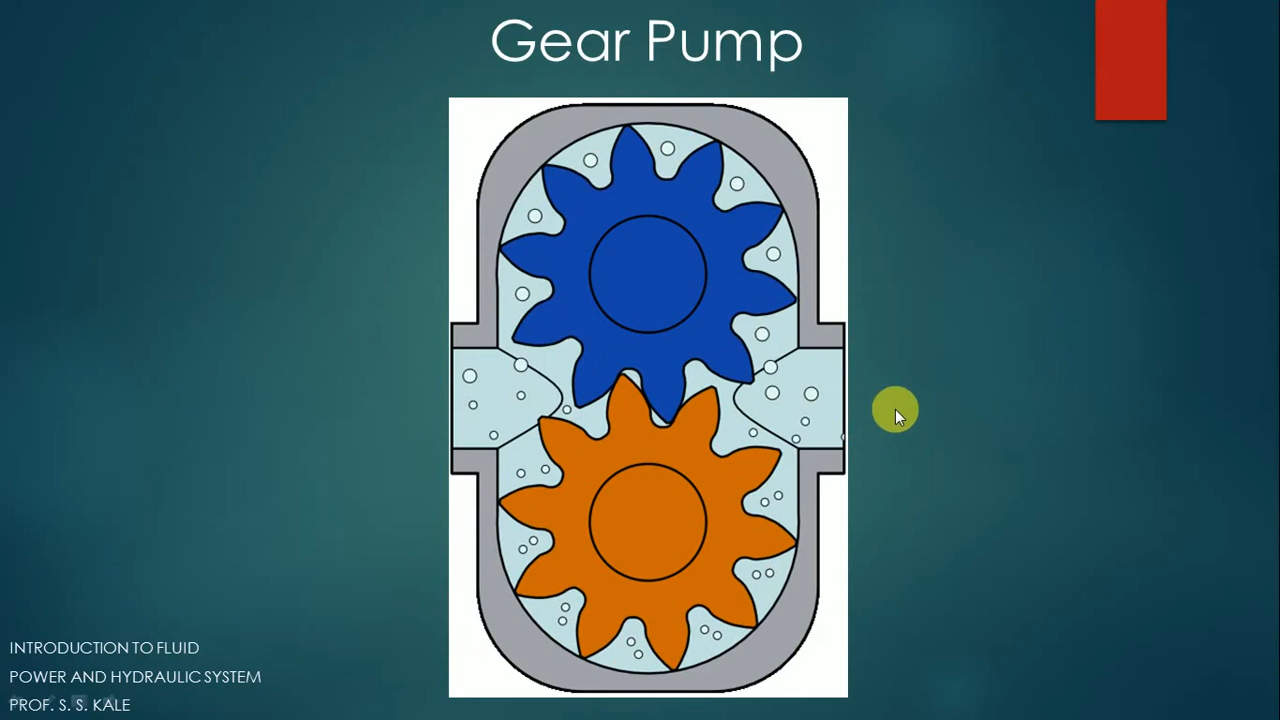 Gear Pump
INTRODUCTION TO FLUID
POWER AND HYDRAULIC SYSTEM
PROF. S. S. KALE